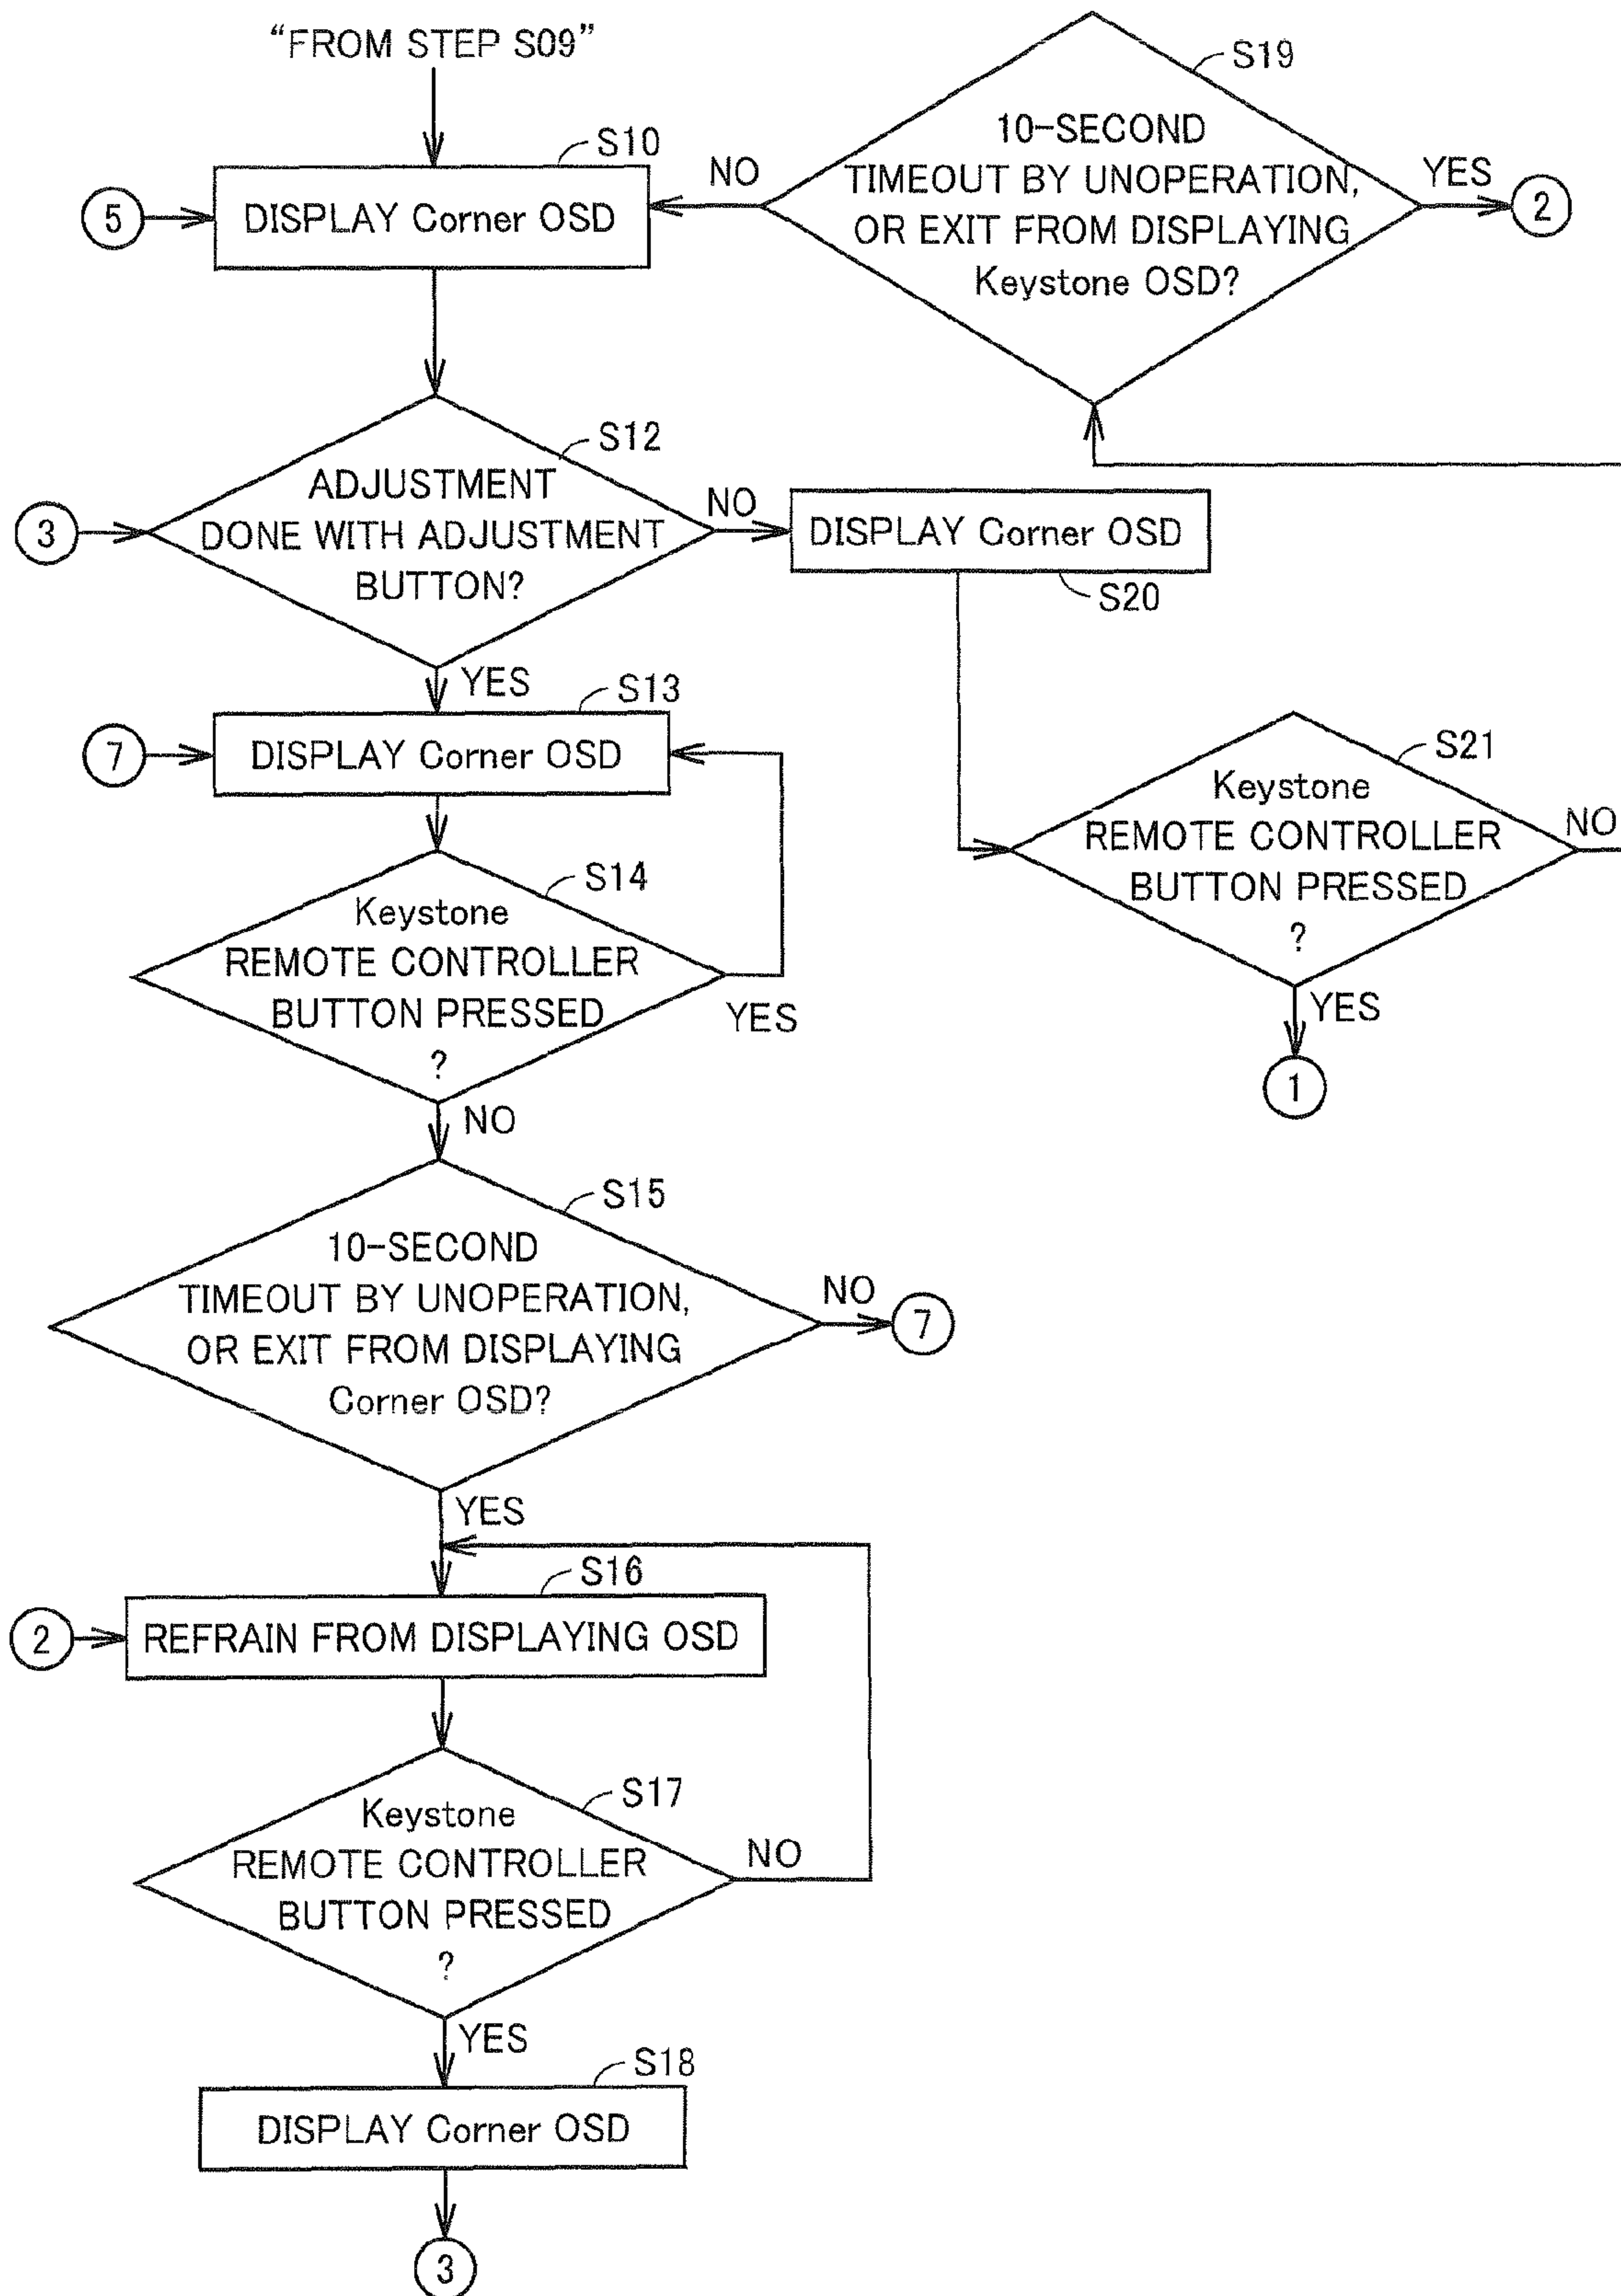 “FROM STEP S09”
S10
5
DISPLAY Corner OSD
S19
10-SECOND
TIMEOUT BY UNOPERATION,
OR EXIT FROM DISPLAYING
Keystone OSD?
NO
YES
2
S12
3
ADJUSTMENT
DONE WITH ADJUSTMENT
BUTTON?
NO
DISPLAY Corner OSD
S20
YES
S13
7
DISPLAY Corner OSD
S21
Keystone
REMOTE CONTROLLER
BUTTON PRESSED
?
NO
YES
1
S14
Keystone
REMOTE CONTROLLER
BUTTON PRESSED
?
YES
NO
S15
10-SECOND
TIMEOUT BY UNOPERATION,
OR EXIT FROM DISPLAYING
Corner OSD?
NO
7
YES
S16
2
REFRAIN FROM DISPLAYING OSD
S17
Keystone
REMOTE CONTROLLER
BUTTON PRESSED
?
NO
YES
S18
DISPLAY Corner OSD
3